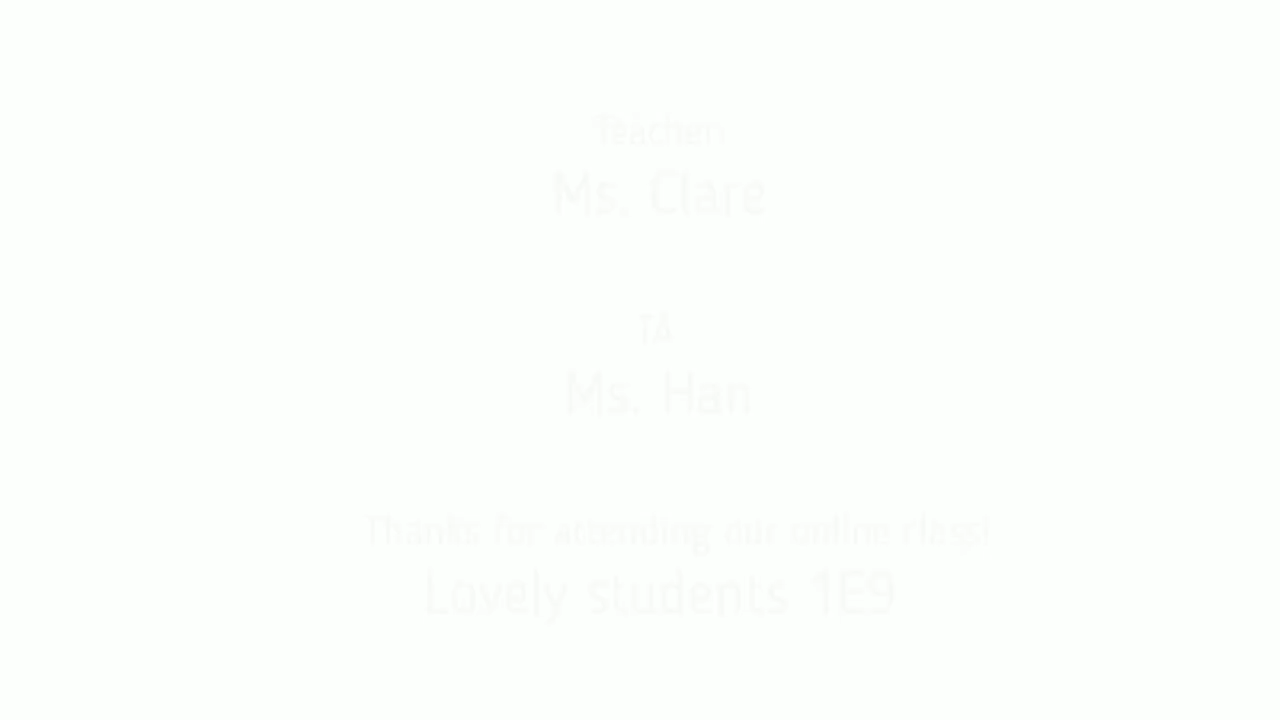 Teacher:
Ms. Clare
TA
Ms. Han
Thanks for attending our online class!
Lovely students 1E9